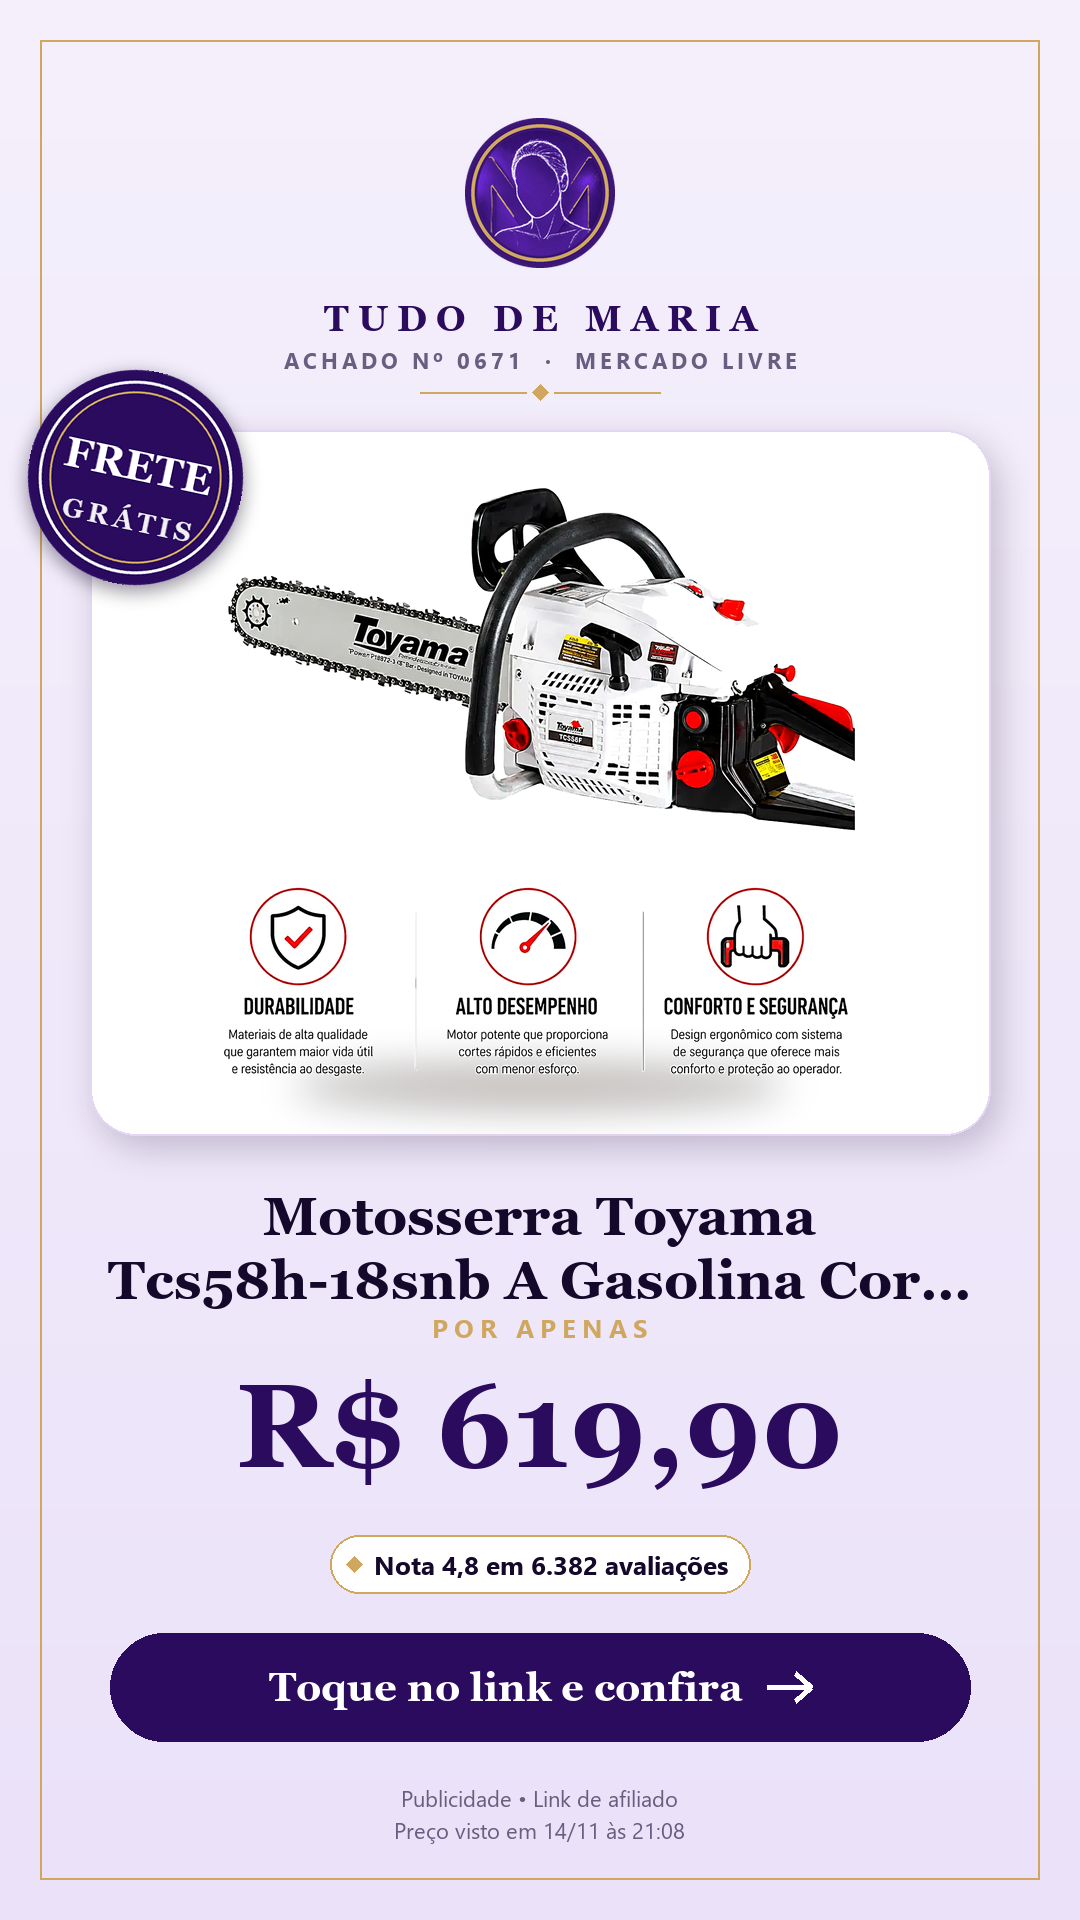 TUDO DE MARIA
ACHADO Nº 0671 · MERCADO LIVRE
FRETE
GRÁTIS
Toyama
TCS56F
DURABILIDADE
Materiais de alta qualidade
que garantem maior vida útil
e resistência ao desgaste.
ALTO DESEMPENHO
Motor potente que proporciona
cortes rápidos e eficientes
com menor esforço.
CONFORTO E SEGURANÇA
Design ergonômico com sistema
de segurança que oferece mais
conforto e proteção ao operador.
Motosserra Toyama
Tcs58h-18snb A Gasolina Cor...
POR APENAS
R$ 619,90
Nota 4,8 em 6.382 avaliações
Toque no link e confira →
Publicidade • Link de afiliado
Preço visto em 14/11 às 21:08